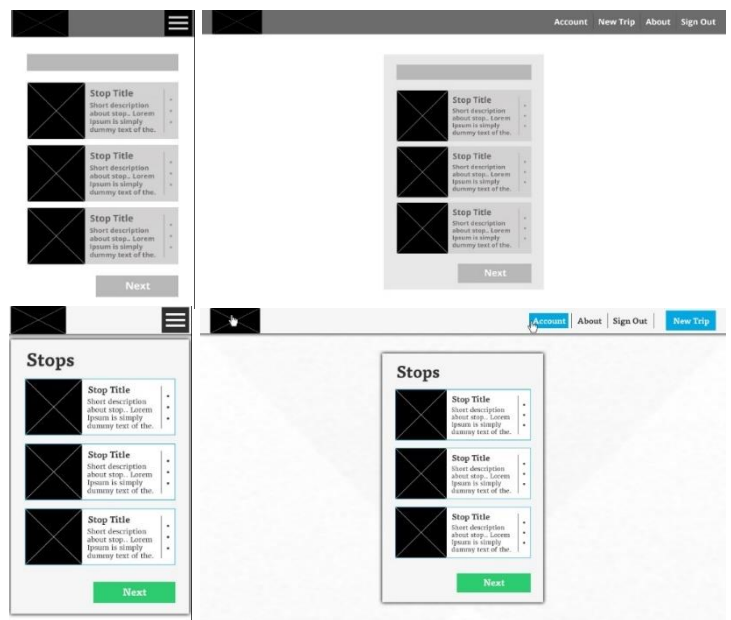 Account New Trip About Sign Out
Stop Title
Short description
about stop.. Lorem
Ipsum is simply
dummy text of the.
Stop Title
Short description
about stop.. Lorem
Ipsum is simply
dummy text of the.
Stop Title
Short description
about stop.. Lorem
Ipsum is simply
dummy text of the.
Next
Stop Title
Short description
about stop.. Lorem
Ipsum is simply
dummy text of the.
Stop Title
Short description
about stop.. Lorem
Ipsum is simply
dummy text of the.
Stop Title
Short description
about stop.. Lorem
Ipsum is simply
dummy text of the.
Next
Stops
Stop Title
Short description
about stop.. Lorem
Ipsum is simply
dummy text of the.
Stop Title
Short description
about stop.. Lorem
Ipsum is simply
dummy text of the.
Stop Title
Short description
about stop.. Lorem
Ipsum is simply
dummy text of the.
Next
Account About Sign Out New Trip
Stops
Stop Title
Short description
about stop.. Lorem
Ipsum is simply
dummy text of the.
Stop Title
Short description
about stop.. Lorem
Ipsum is simply
dummy text of the.
Stop Title
Short description
about stop.. Lorem
Ipsum is simply
dummy text of the.
Next